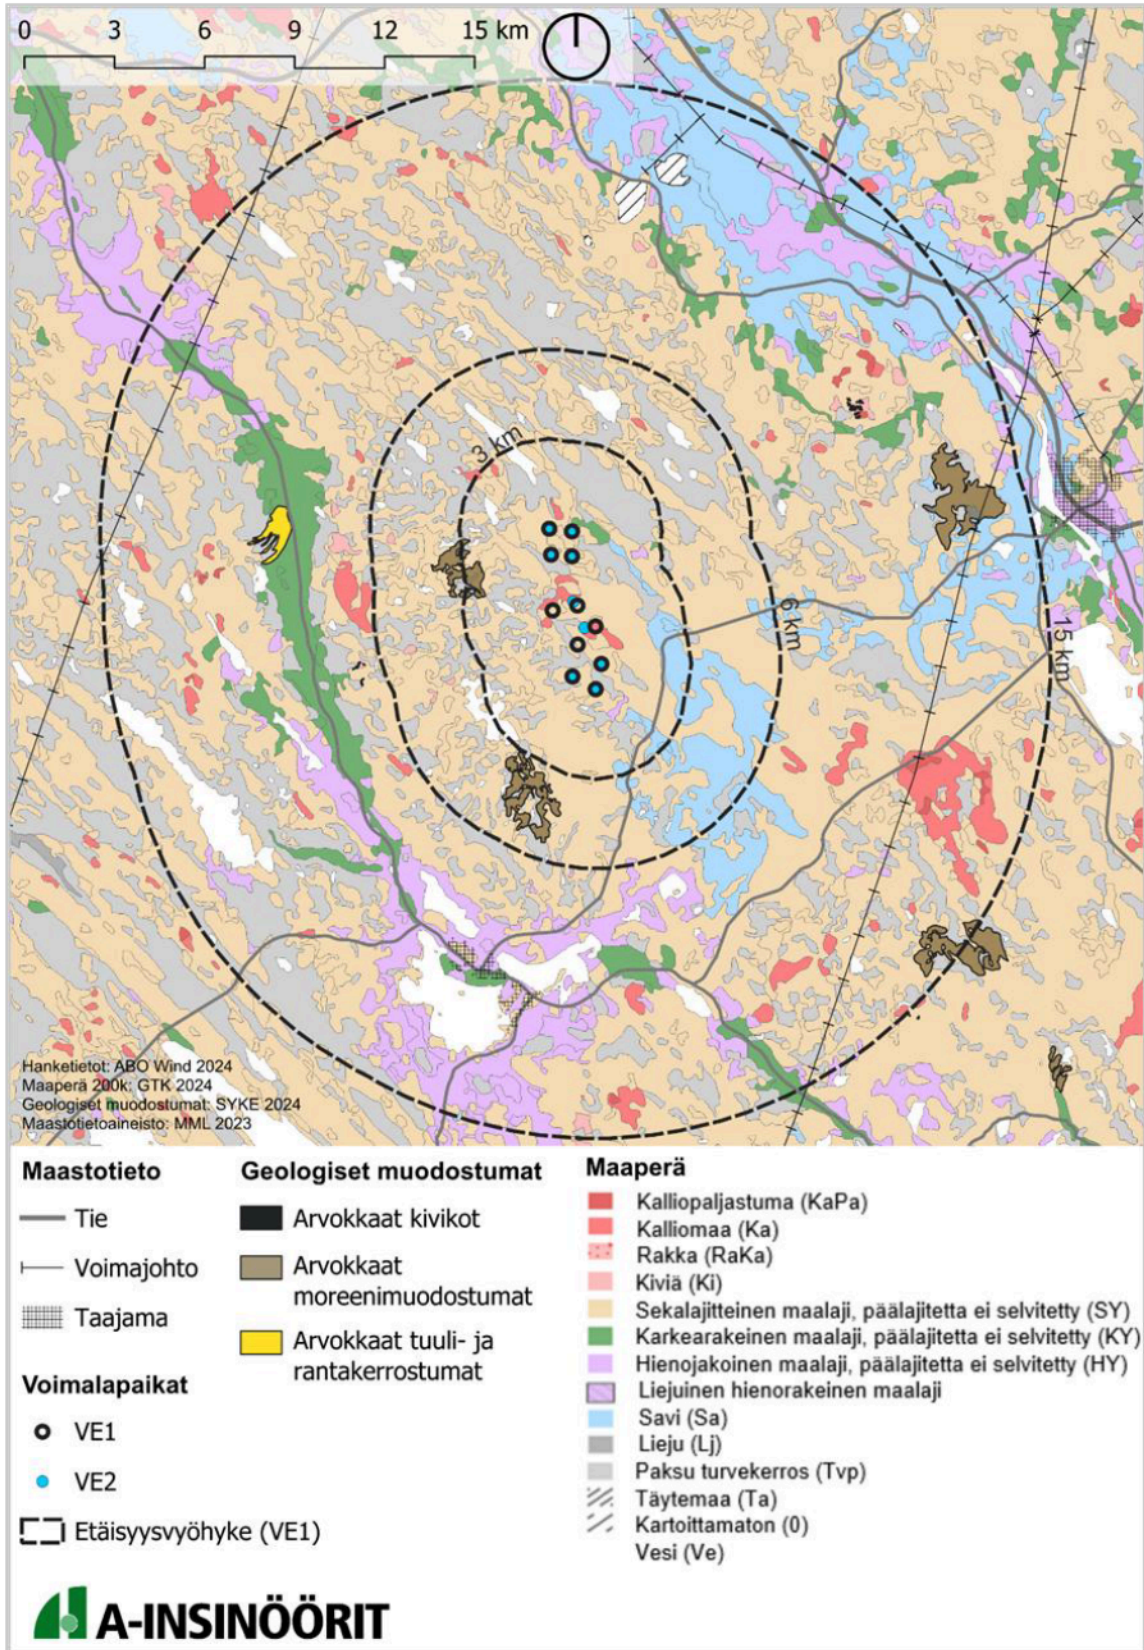 0 3 6 9 12 15 km
3 km
6 km
15 km
Hanketietot: ABO Wind 2024
Maaperä 200k: GTK 2024
Geologiset muodostumat: SYKE 2024
Maastotietoaineisto: MML 2023
Maastotieto
Tie
Voimajohto
Taajama
Voimalapaikat
VE1
VE2
Etäisyysvyöhyke (VE1)
Geologiset muodostumat
Arvokkaat kivikot
Arvokkaat
moreenimuodostumat
Arvokkaat tuuli- ja
rantakerrostumat
Maaperä
Kalliopaljastuma (KaPa)
Kalliomaa (Ka)
Rakka (RaKa)
Kiviä (Ki)
Sekalajitteinen maalaji, päälajitetta ei selvitetty (SY)
Karkearakeinen maalaji, päälajitetta ei selvitetty (KY)
Hienojakoinen maalaji, päälajitetta ei selvitetty (HY)
Liejuinen hienorakeinen maalaji
Savi (Sa)
Lieju (Lj)
Paksu turvekerros (Tvp)
Täytemaa (Ta)
Kartoittamaton (0)
Vesi (Ve)
A-INSINÖÖRIT